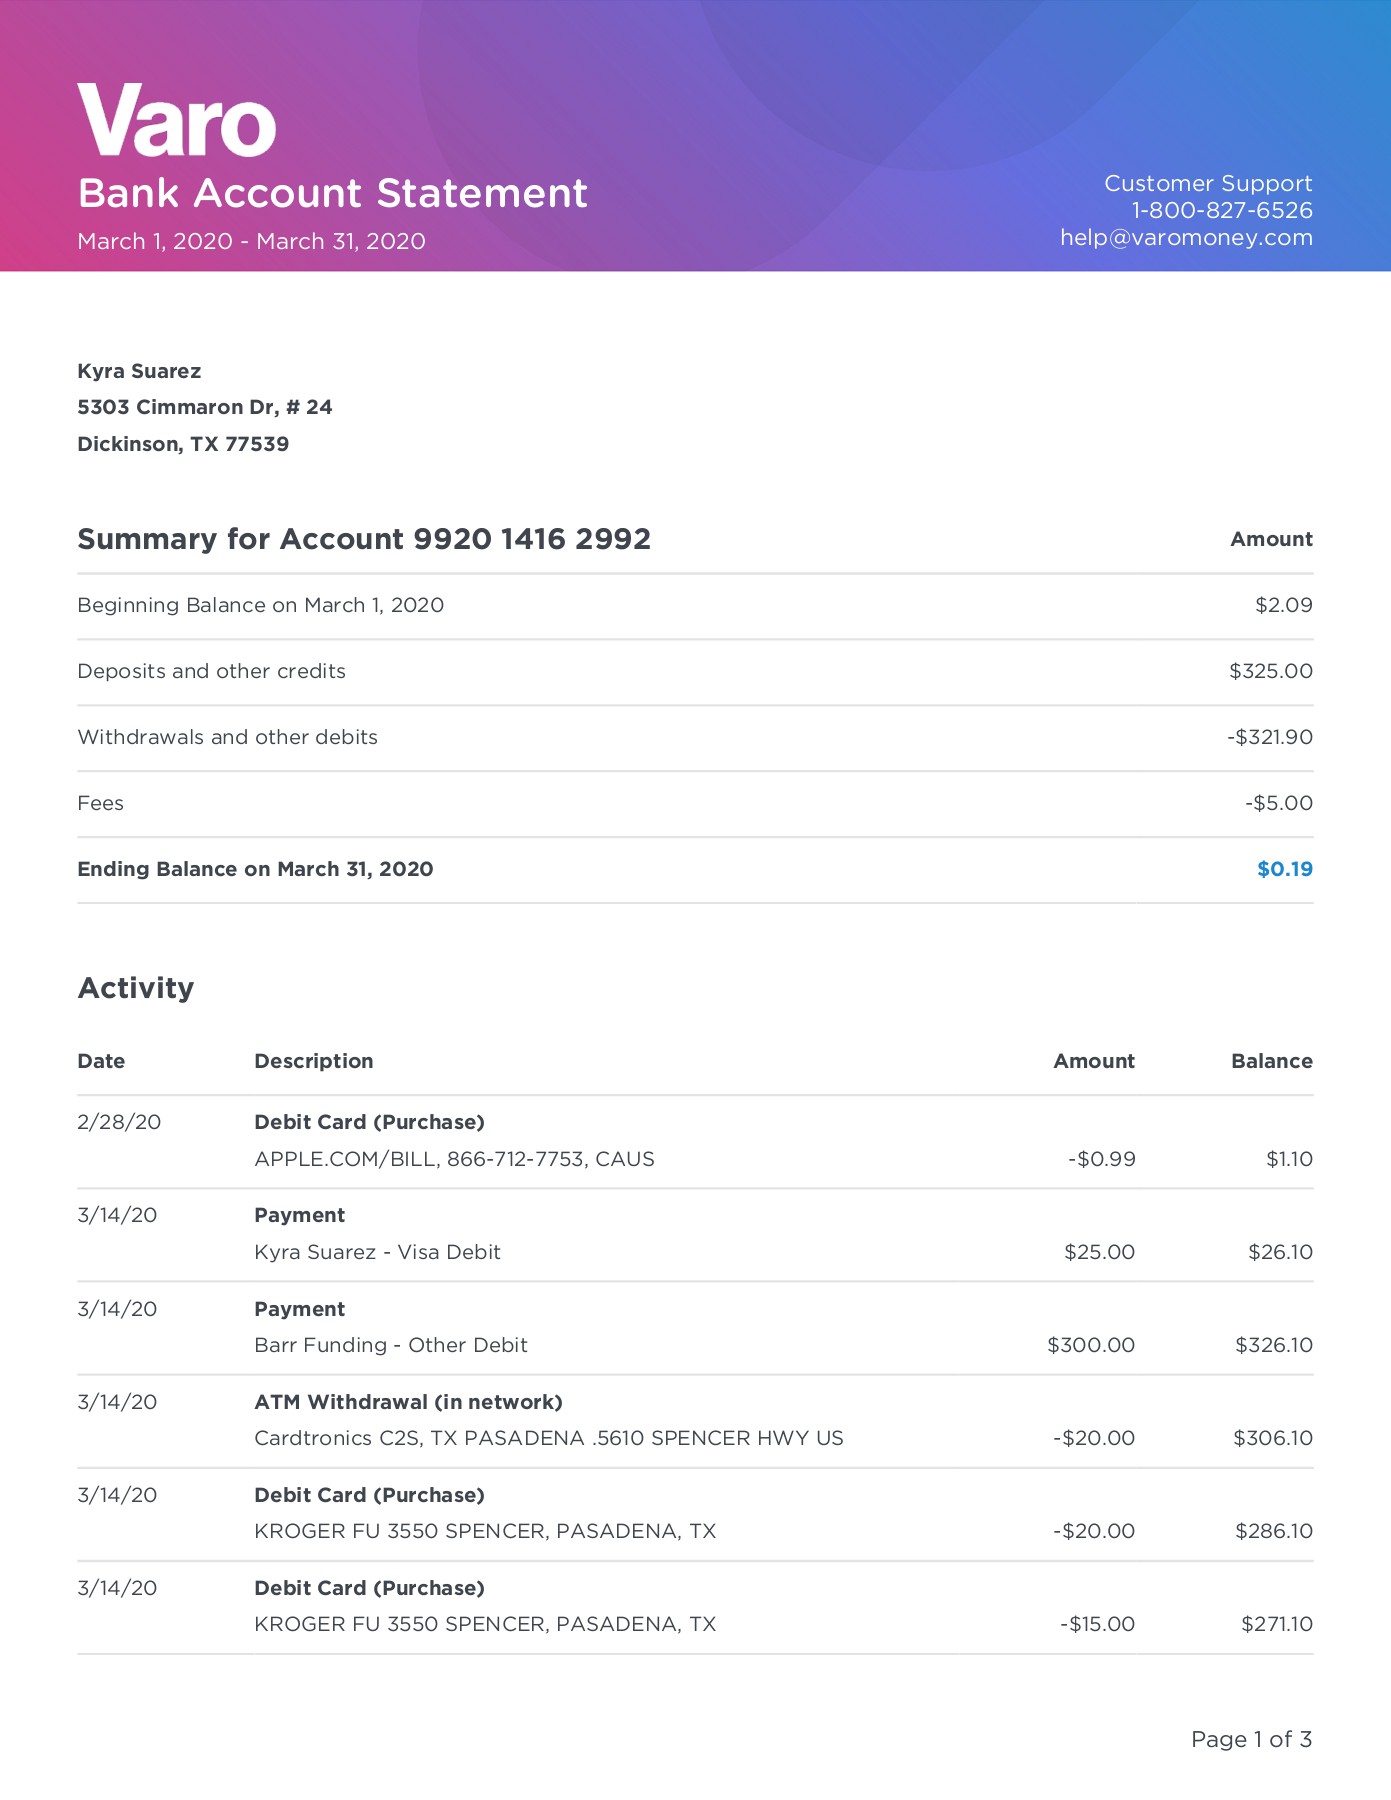 Varo
Bank Account Statement
March 1, 2020 - March 31, 2020
Customer Support
1-800-827-6526
help@varomoney.com
Kyra Suarez
5303 Cimmaron Dr, # 24
Dickinson, TX 77539
Summary for Account 9920 1416 2992 Amount
Beginning Balance on March 1, 2020 $2.09
Deposits and other credits $325.00
Withdrawals and other debits -$321.90
Fees -$5.00
Ending Balance on March 31, 2020 $0.19
Activity
Date Description Amount Balance
2/28/20 Debit Card (Purchase)
APPLE.COM/BILL, 866-712-7753, CAUS -$0.99 $1.10
3/14/20 Payment
Kyra Suarez - Visa Debit $25.00 $26.10
3/14/20 Payment
Barr Funding - Other Debit $300.00 $326.10
3/14/20 ATM Withdrawal (in network)
Cardtronics C2S, TX PASADENA .5610 SPENCER HWY US -$20.00 $306.10
3/14/20 Debit Card (Purchase)
KROGER FU 3550 SPENCER, PASADENA, TX -$20.00 $286.10
3/14/20 Debit Card (Purchase)
KROGER FU 3550 SPENCER, PASADENA, TX -$15.00 $271.10
Page 1 of 3